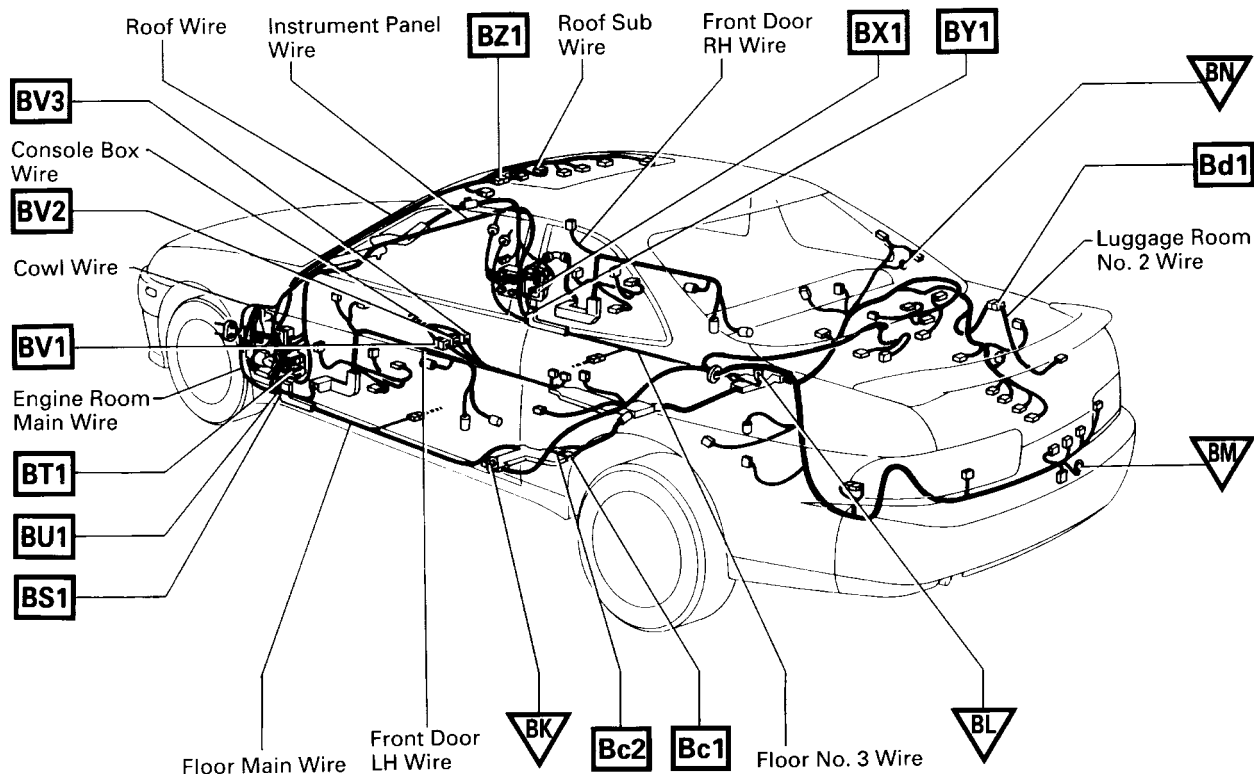 Roof Wire
Instrument Panel
Wire
BZ1
Roof Sub
Wire
Front Door
RH Wire
BX1
BY1
BN
BV3
Console Box
Wire
BV2
Cowl Wire
BV1
Engine Room
Main Wire
BT1
BU1
BS1
Bd1
Luggage Room
No. 2 Wire
BM
Floor Main Wire
Front Door
LH Wire
BK
Bc2
Bc1
Floor No. 3 Wire
BL